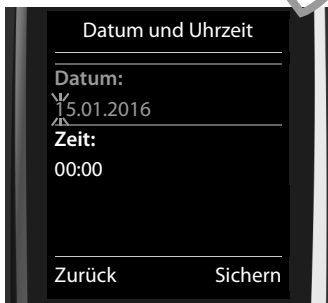 Datum und Uhrzeit
Datum:
15.01.2016
Zeit:
00:00
Zurück Sichern